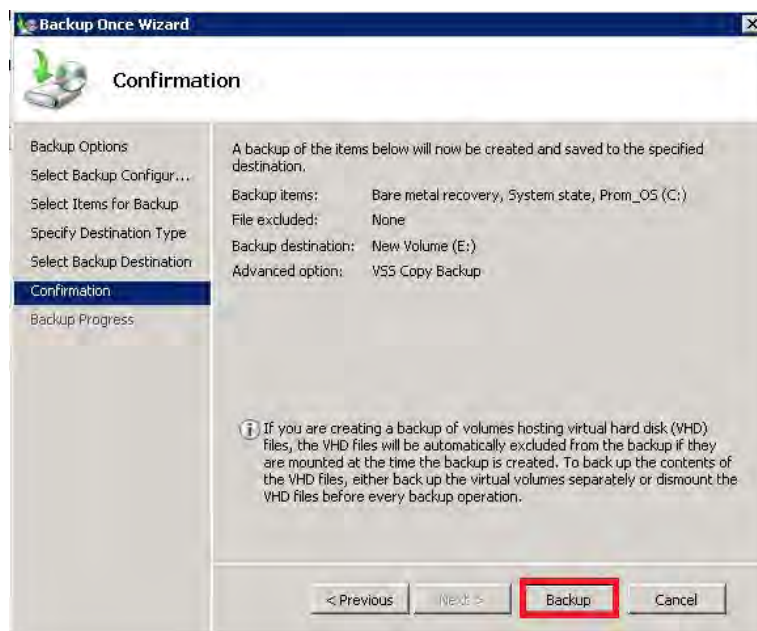 Backup Once Wizard
Confirmation
Backup Options
Select Backup Configur...
Select Items for Backup
Specify Destination Type
Select Backup Destination
Confirmation
Backup Progress
A backup of the items below will now be created and saved to the specified
destination.
Backup items: Bare metal recovery, System state, Prom_OS (C:)
File excluded: None
Backup destination: New Volume (E:)
Advanced option: VSS Copy Backup
If you are creating a backup of volumes hosting virtual hard disk (VHD)
files, the VHD files will be automatically excluded from the backup if they
are mounted at the time the backup is created. To back up the contents of
the VHD files, either back up the virtual volumes separately or dismount the
VHD files before every backup operation.
< Previous Next > Backup Cancel